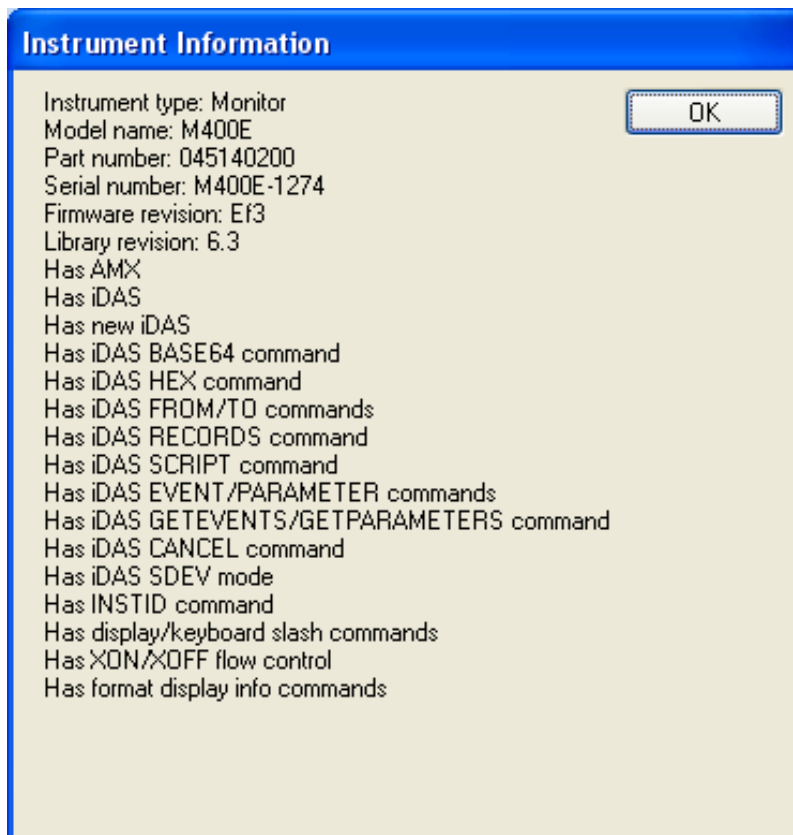 Instrument Information
Instrument type: Monitor
OK
Model name: M400E
Part number: 045140200
Serial number: M400E-1274
Firmware revision: Ef3
Library revision: 6.3
Has AMX
Has iDAS
Has new iDAS
Has iDAS BASE64 command
Has iDAS HEX command
Has iDAS FROM/TO commands
Has iDAS RECORDS command
Has iDAS SCRIPT command
Has iDAS EVENT/PARAMETER commands
Has iDAS GETEVENTS/GETPARAMETERS command
Has iDAS CANCEL command
Has iDAS SDEV mode
Has INSTID command
Has display/keyboard slash commands
Has XON/XOFF flow control
Has format display info commands